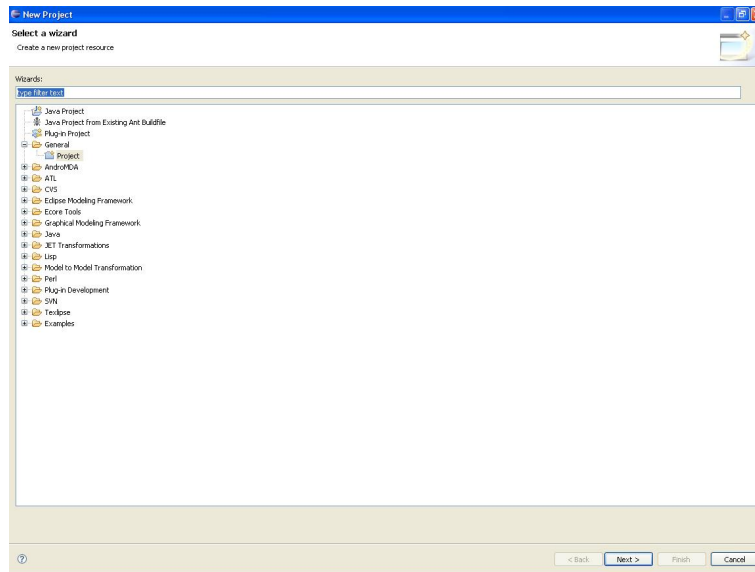 New Project
Select a wizard
Create a new project resource
Wizards:
type filter text
Java Project
Java Project from Existing Ant Buildfile
Plug-in Project
General
Project
AndroMDA
ATL
CVS
Eclipse Modeling Framework
Ecore Tools
Graphical Modeling Framework
Java
JET Transformations
Lisp
Model to Model Transformation
Perl
Plug-in Development
SVN
Texlipse
Examples
< Back Next > Finish Cancel